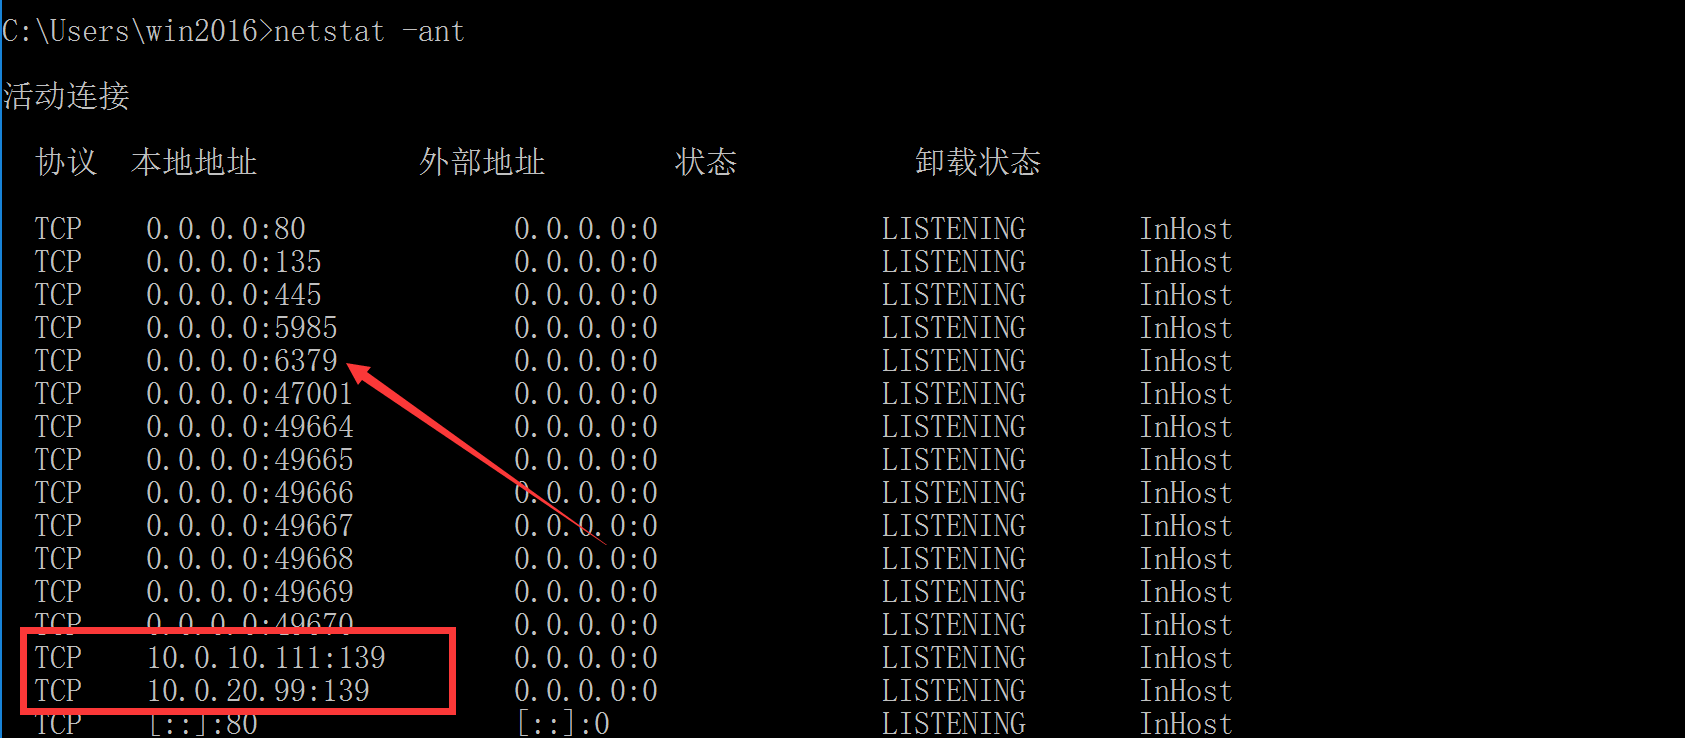 C:\Users\win2016>netstat -ant
活动连接
协议 本地地址 外部地址 状态 卸载状态
TCP 0.0.0.0:80 0.0.0.0:0 LISTENING InHost
TCP 0.0.0.0:135 0.0.0.0:0 LISTENING InHost
TCP 0.0.0.0:445 0.0.0.0:0 LISTENING InHost
TCP 0.0.0.0:5985 0.0.0.0:0 LISTENING InHost
TCP 0.0.0.0:6379 0.0.0.0:0 LISTENING InHost
TCP 0.0.0.0:47001 0.0.0.0:0 LISTENING InHost
TCP 0.0.0.0:49664 0.0.0.0:0 LISTENING InHost
TCP 0.0.0.0:49665 0.0.0.0:0 LISTENING InHost
TCP 0.0.0.0:49666 0.0.0.0:0 LISTENING InHost
TCP 0.0.0.0:49667 0.0.0.0:0 LISTENING InHost
TCP 0.0.0.0:49668 0.0.0.0:0 LISTENING InHost
TCP 0.0.0.0:49669 0.0.0.0:0 LISTENING InHost
TCP 0.0.0.0:49670 0.0.0.0:0 LISTENING InHost
TCP 10.0.10.111:139 0.0.0.0:0 LISTENING InHost
TCP 10.0.20.99:139 0.0.0.0:0 LISTENING InHost
TCP [::]:80 [::]:0 LISTENING InHost